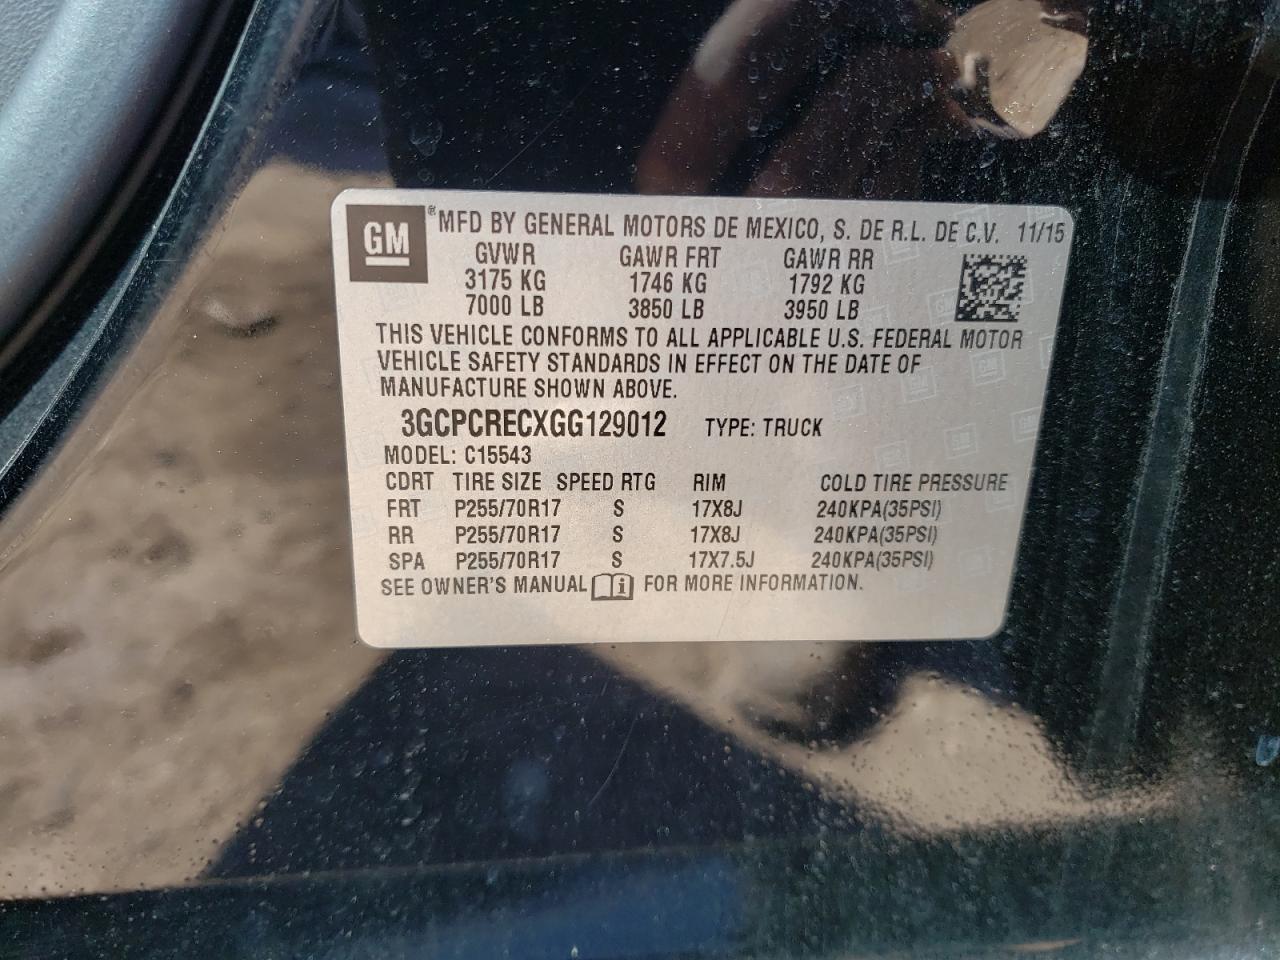 GM ® MFD BY GENERAL MOTORS DE MEXICO, S. DE R.L. DE C.V. 11/15
GVWR GAWR FRT GAWR RR
3175 KG 1746 KG 1792 KG
7000 LB 3850 LB 3950 LB
THIS VEHICLE CONFORMS TO ALL APPLICABLE U.S. FEDERAL MOTOR
VEHICLE SAFETY STANDARDS IN EFFECT ON THE DATE OF
MANUFACTURE SHOWN ABOVE.
3GCPCRECXGG129012 TYPE: TRUCK
MODEL: C15543
CDRT TIRE SIZE SPEED RTG RIM COLD TIRE PRESSURE
FRT P255/70R17 S 17X8J 240KPA(35PSI)
RR P255/70R17 S 17X8J 240KPA(35PSI)
SPA P255/70R17 S 17X7.5J 240KPA(35PSI)
SEE OWNER'S MANUAL i FOR MORE INFORMATION.